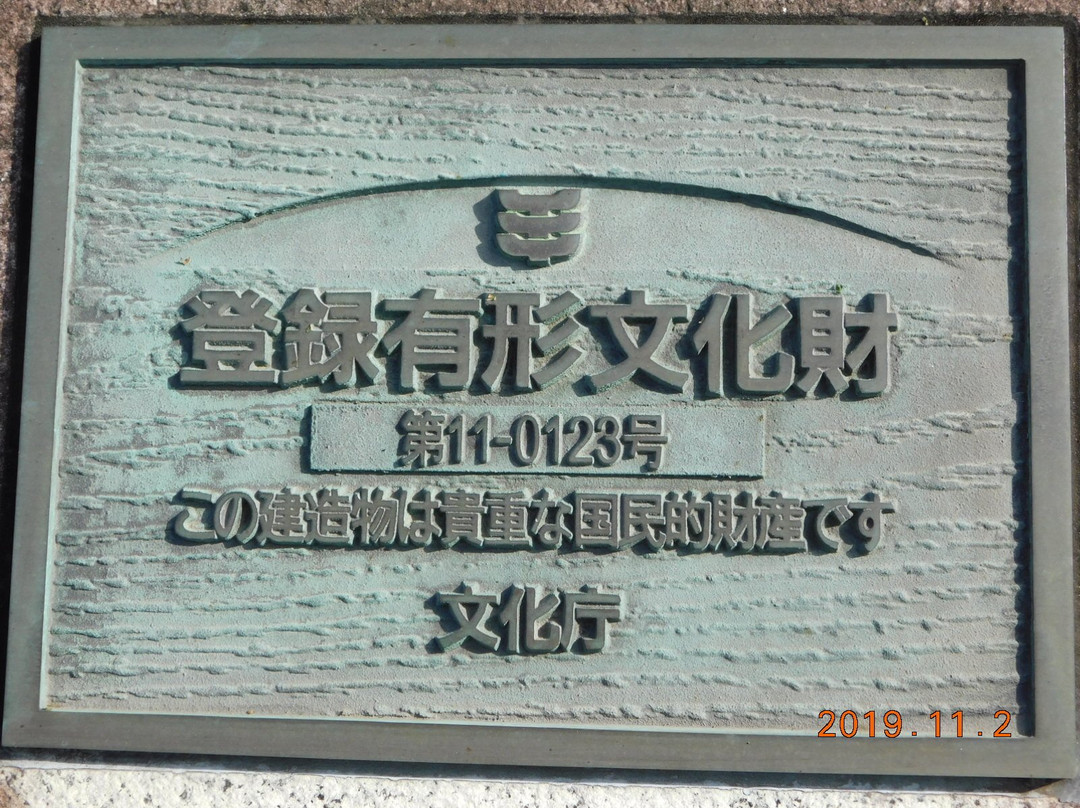 登録有形文化財
第11-0123号
この建造物は貴重な国民的財産です
文化庁
2019.11.2